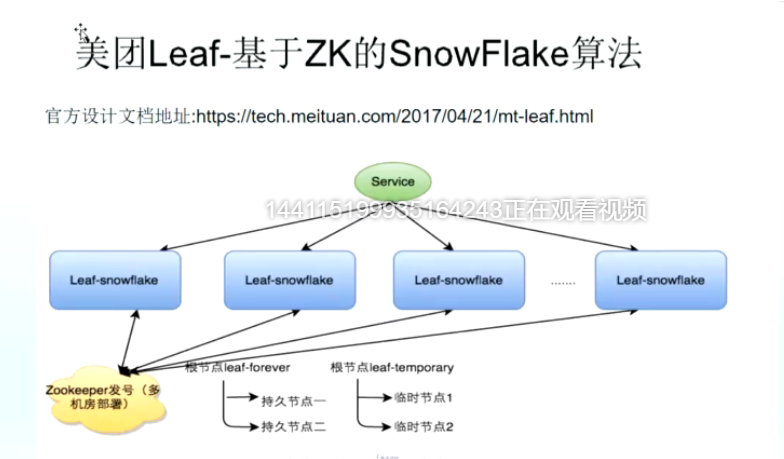 美团Leaf-基于ZK的SnowFlake算法
官方设计文档地址:https://tech.meituan.com/2017/04/21/mt-leaf.html
Service
144115199935164243正在观看视频
Leaf-snowflake
Leaf-snowflake
Leaf-snowflake
.......
Leaf-snowflake
Zookeeper发号（多
机房部署）
根节点leaf-forever
持久节点一
持久节点二
根节点leaf-temporary
临时节点1
临时节点2